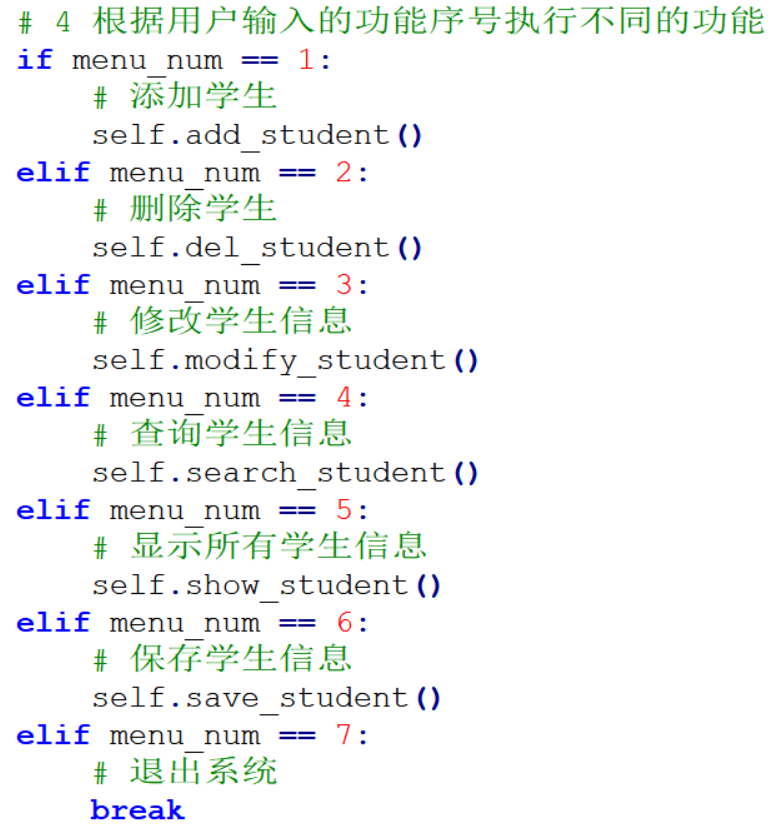 # 4 根据用户输入的功能序号执行不同的功能
if menu_num == 1:
    # 添加学生
    self.add_student()
elif menu_num == 2:
    # 删除学生
    self.del_student()
elif menu_num == 3:
    # 修改学生信息
    self.modify_student()
elif menu_num == 4:
    # 查询学生信息
    self.search_student()
elif menu_num == 5:
    # 显示所有学生信息
    self.show_student()
elif menu_num == 6:
    # 保存学生信息
    self.save_student()
elif menu_num == 7:
    # 退出系统
    break